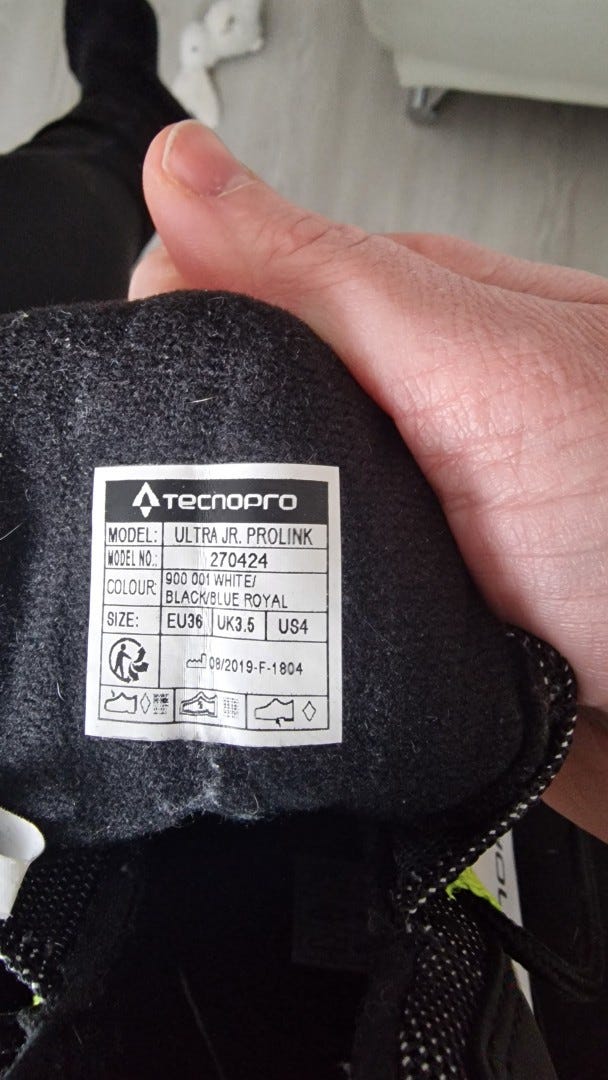 TECNOPRO
MODEL: ULTRA JR. PROLINK
MODEL NO.: 270424
COLOUR: 900 001 WHITE/
BLACK/BLUE ROYAL
SIZE: EU36 UK3.5 US4
08/2019-F-1804